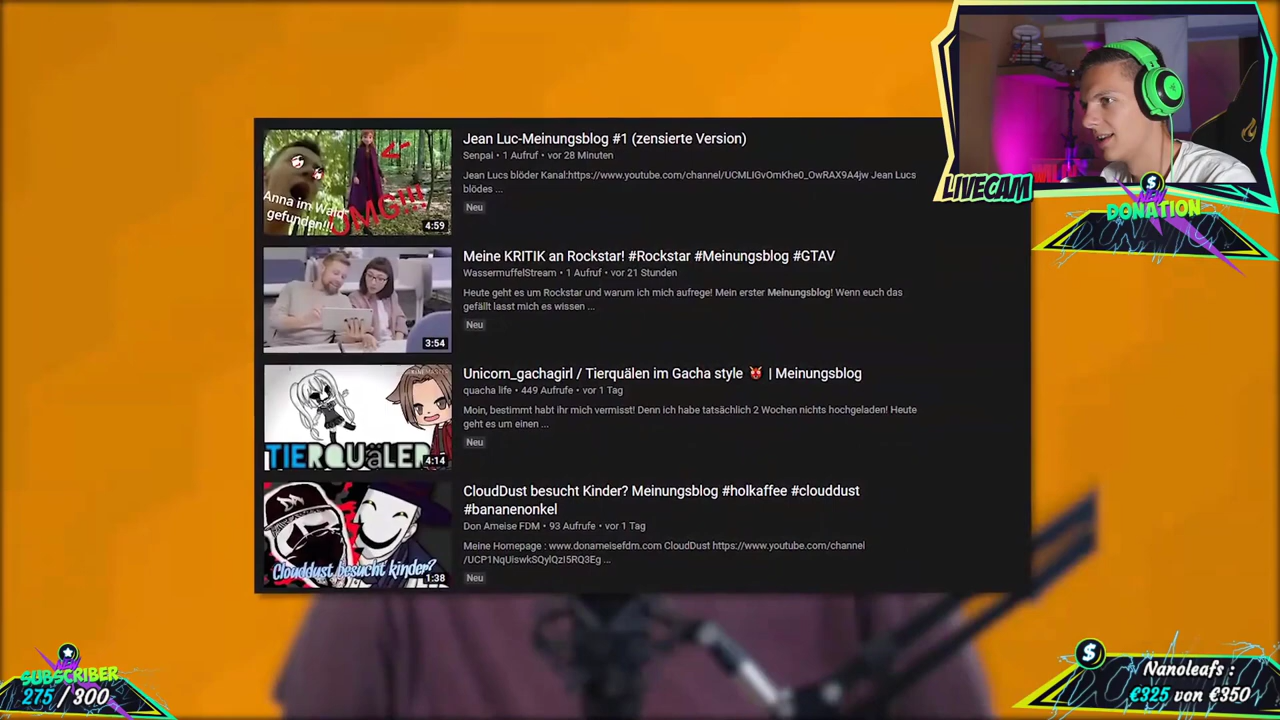 Jean Luc-Meinungsblog #1 (zensierte Version)
Senpai • 1 Aufruf • vor 28 Minuten
Jean Lucs blöder Kanal:https://www.youtube.com/channel/UCMLIGvOmKhe0_OwRAX9A4jw Jean Lucs
blödes ...
Neu
Anna im Wald
gefunden!!!
OMG!!!
4:59
Meine KRITIK an Rockstar! #Rockstar #Meinungsblog #GTAV
WassermuffelStream • 1 Aufruf • vor 21 Stunden
Heute geht es um Rockstar und warum ich mich aufrege! Mein erster Meinungsblog! Wenn euch das
gefällt lasst mich es wissen ...
Neu
3:54
Unicorn_gachagirl / Tierquälen im Gacha style 👹 | Meinungsblog
quacha life • 449 Aufrufe • vor 1 Tag
Moin, bestimmt habt ihr mich vermisst! Denn ich habe tatsächlich 2 Wochen nichts hochgeladen! Heute
geht es um einen ...
Neu
TIERQUäLER
4:14
CloudDust besucht Kinder? Meinungsblog #holkaffee #clouddust
#bananenonkel
Don Ameise FDM • 93 Aufrufe • vor 1 Tag
Meine Homepage : www.donameisefdm.com CloudDust https://www.youtube.com/channel
/UCP1NqUiswkSQylQzI5RQ3Eg ...
Neu
Clouddust besucht kinder?
1:38
LIVECAM
$
NEW
DONATION
NEW
SUBSCRIBER
275 / 300
$
Nanoleafs :
€325 von €350